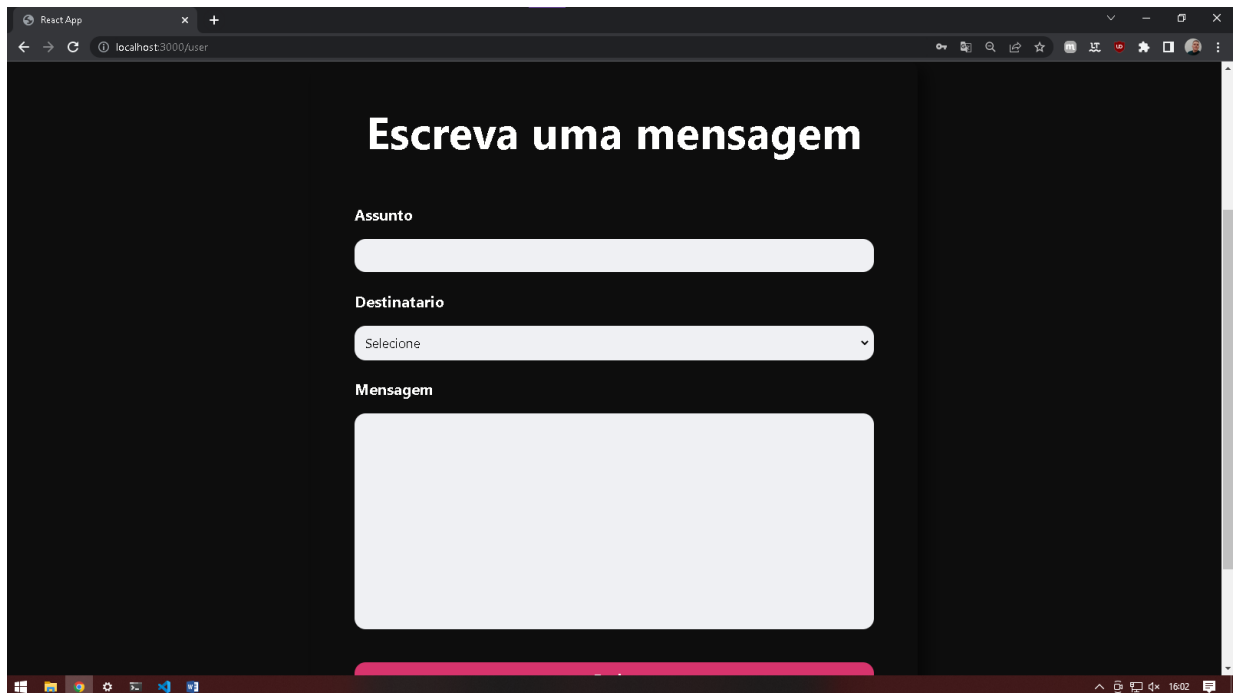 React App
localhost:3000/user
Escreva uma mensagem
Assunto
Destinatario
Selecione
Mensagem
16:02